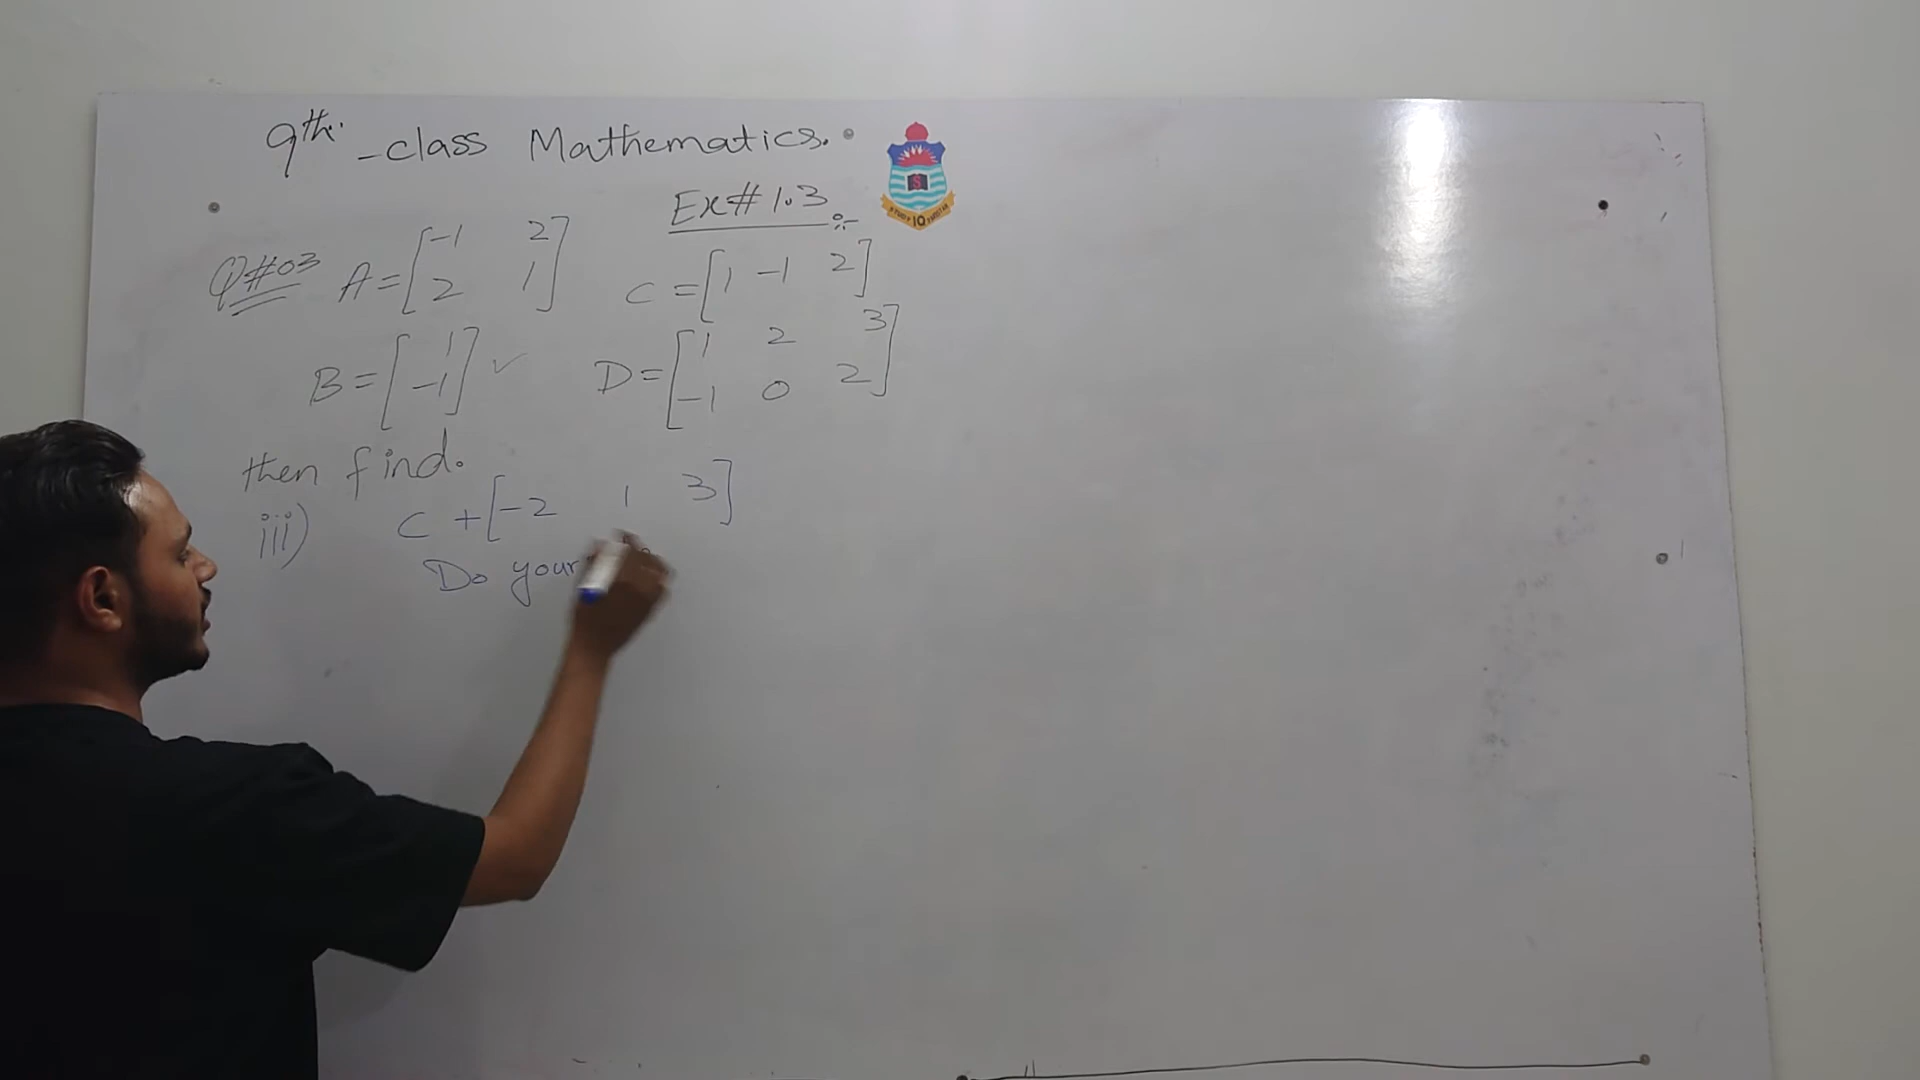 9th. - class Mathematics.
Ex# 1.3 :-
Q#03 A = [-1 2
2 1] C = [1 -1 2]
B = [1
-1] ✓ D = [1 2 3
-1 0 2]
then find.
iii) C + [-2 1 3]
Do your